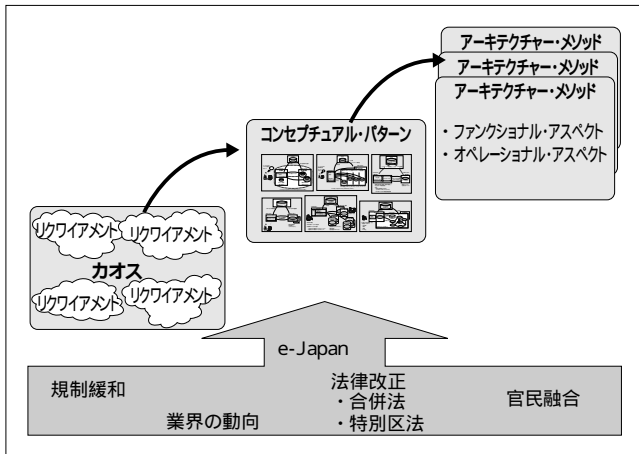 アーキテクチャー・メソッド
アーキテクチャー・メソッド
アーキテクチャー・メソッド
・ファンクショナル・アスペクト
・オペレーショナル・アスペクト
コンセプチュアル・パターン
リクワイアメント
リクワイアメント
カオス
リクワイアメント
リクワイアメント
e-Japan
規制緩和
業界の動向
法律改正
・合併法
・特別区法
官民融合